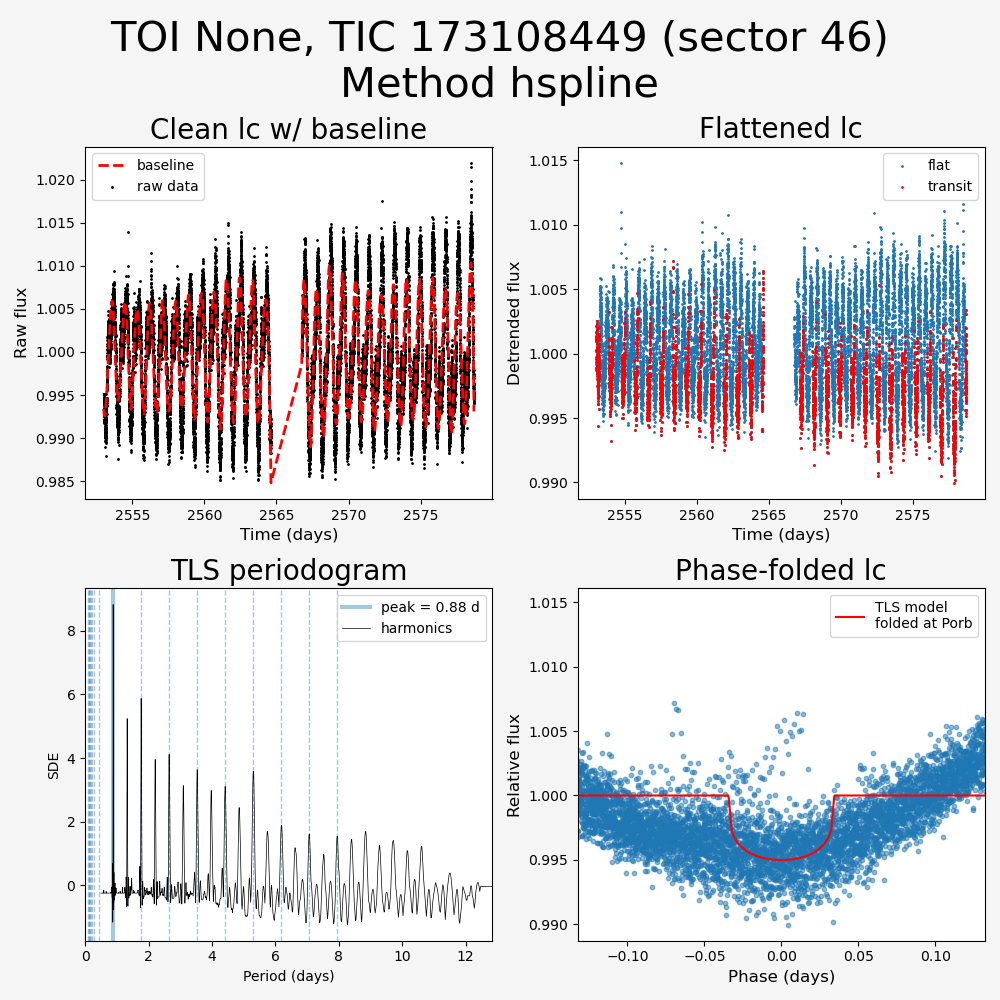 TOI None, TIC 173108449 (sector 46)
Method hspline
Clean lc w/ baseline
baseline
raw data
1.020
1.015
1.010
1.005
1.000
0.995
0.990
0.985
Raw flux
2555 2560 2565 2570 2575
Time (days)
Flattened lc
flat
transit
1.015
1.010
1.005
1.000
0.995
0.990
Detrended flux
2555 2560 2565 2570 2575
Time (days)
TLS periodogram
peak = 0.88 d
harmonics
8
6
4
2
0
SDE
0 2 4 6 8 10 12
Period (days)
Phase-folded lc
TLS model
folded at Porb
1.015
1.010
1.005
1.000
0.995
0.990
Relative flux
−0.10 −0.05 0.00 0.05 0.10
Phase (days)